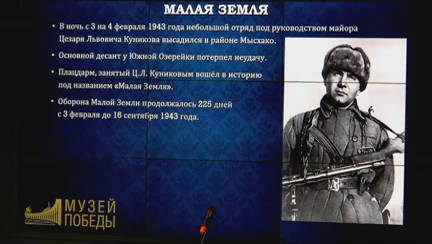 МАЛАЯ ЗЕМЛЯ
• В ночь с 3 на 4 февраля 1943 года небольшой отряд под руководством майора
Цезаря Львовича Куникова высадился в районе Мысхако.
• Основной десант у Южной Озерейки потерпел неудачу.
• Плацдарм, занятый Ц.Л. Куниковым вошёл в историю
под названием «Малая Земля».
• Оборона Малой Земли продолжалось 225 дней
с 3 февраля до 16 сентября 1943 года.
МУЗЕЙ
ПОБЕДЫ